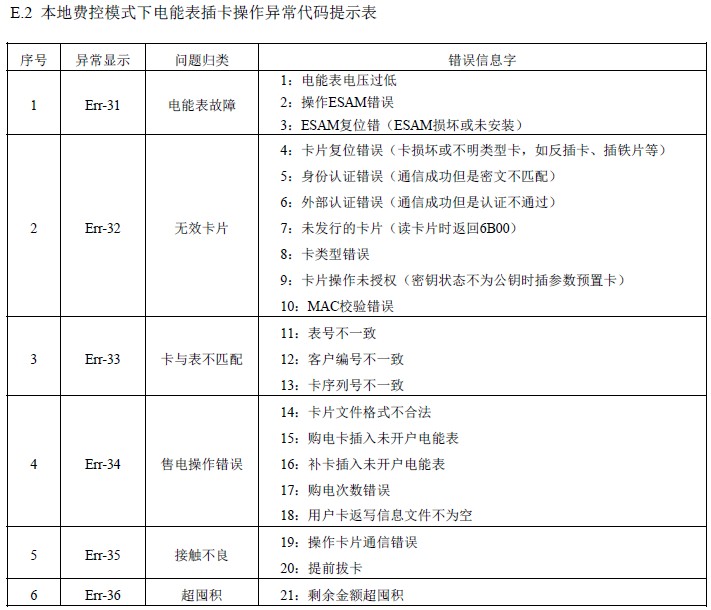 E.2 本地费控模式下电能表插卡操作异常代码提示表
序号 异常显示 问题归类 错误信息字
1 Err-31 电能表故障
1：电能表电压过低
2：操作ESAM错误
3：ESAM复位错（ESAM损坏或未安装）
2 Err-32 无效卡片
4：卡片复位错误（卡损坏或不明类型卡，如反插卡、插铁片等）
5：身份认证错误（通信成功但是密文不匹配）
6：外部认证错误（通信成功但是认证不通过）
7：未发行的卡片（读卡片时返回6B00）
8：卡类型错误
9：卡片操作未授权（密钥状态不为公钥时插参数预置卡）
10：MAC校验错误
3 Err-33 卡与表不匹配
11：表号不一致
12：客户编号不一致
13：卡序列号不一致
4 Err-34 售电操作错误
14：卡片文件格式不合法
15：购电卡插入未开户电能表
16：补卡插入未开户电能表
17：购电次数错误
18：用户卡返写信息文件不为空
5 Err-35 接触不良
19：操作卡片通信错误
20：提前拔卡
6 Err-36 超囤积 21：剩余金额超囤积